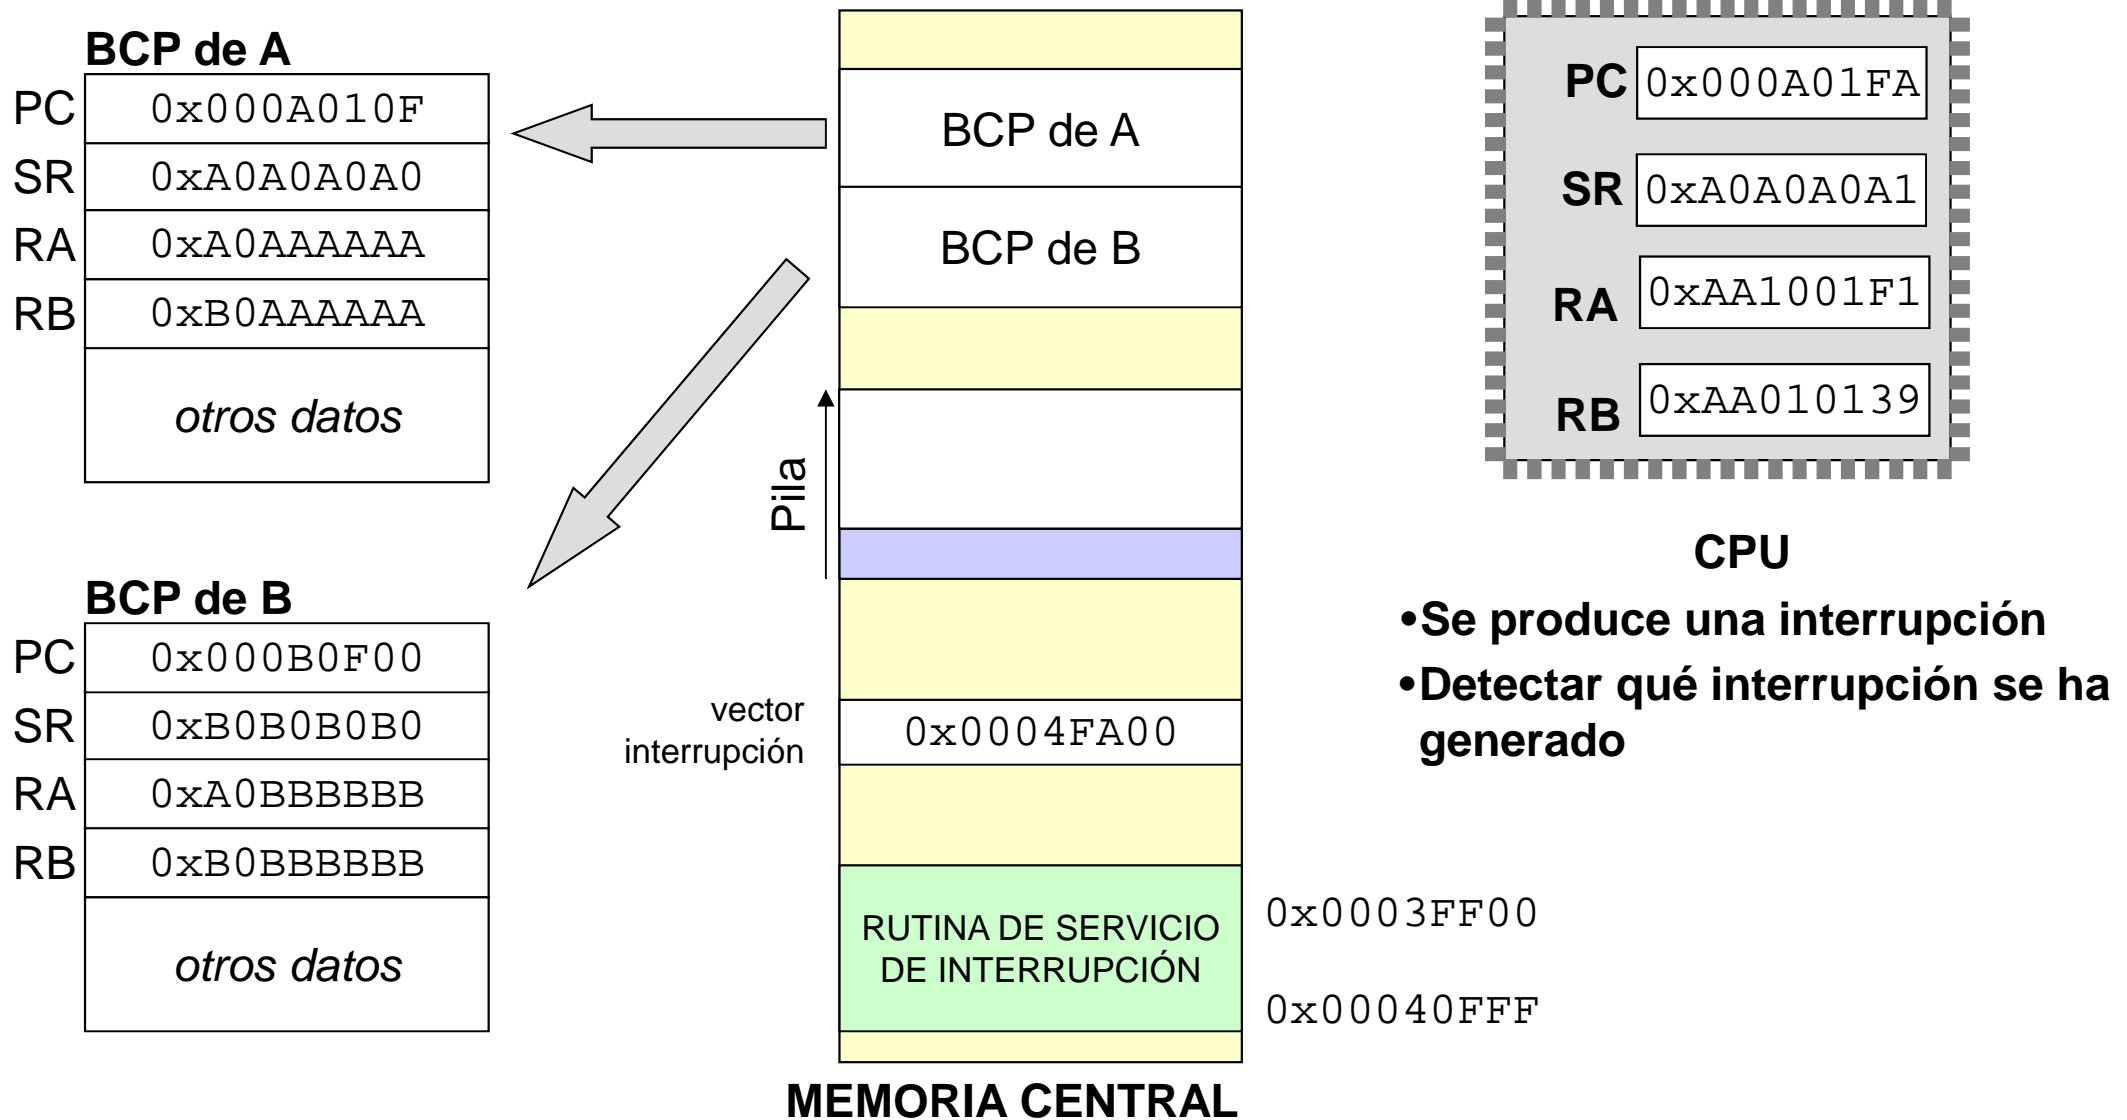 BCP de A
PC 0x000A010F
SR 0xA0A0A0A0
RA 0xA0AAAAAA
RB 0xB0AAAAAA
otros datos
BCP de B
PC 0x000B0F00
SR 0xB0B0B0B0
RA 0xA0BBBBBB
RB 0xB0BBBBBB
otros datos
BCP de A
BCP de B
Pila
vector
interrupción
0x0004FA00
RUTINA DE SERVICIO
DE INTERRUPCIÓN
0x0003FF00
0x00040FFF
MEMORIA CENTRAL
PC 0x000A01FA
SR 0xA0A0A0A1
RA 0xAA1001F1
RB 0xAA010139
CPU
•Se produce una interrupción
•Detectar qué interrupción se ha
generado